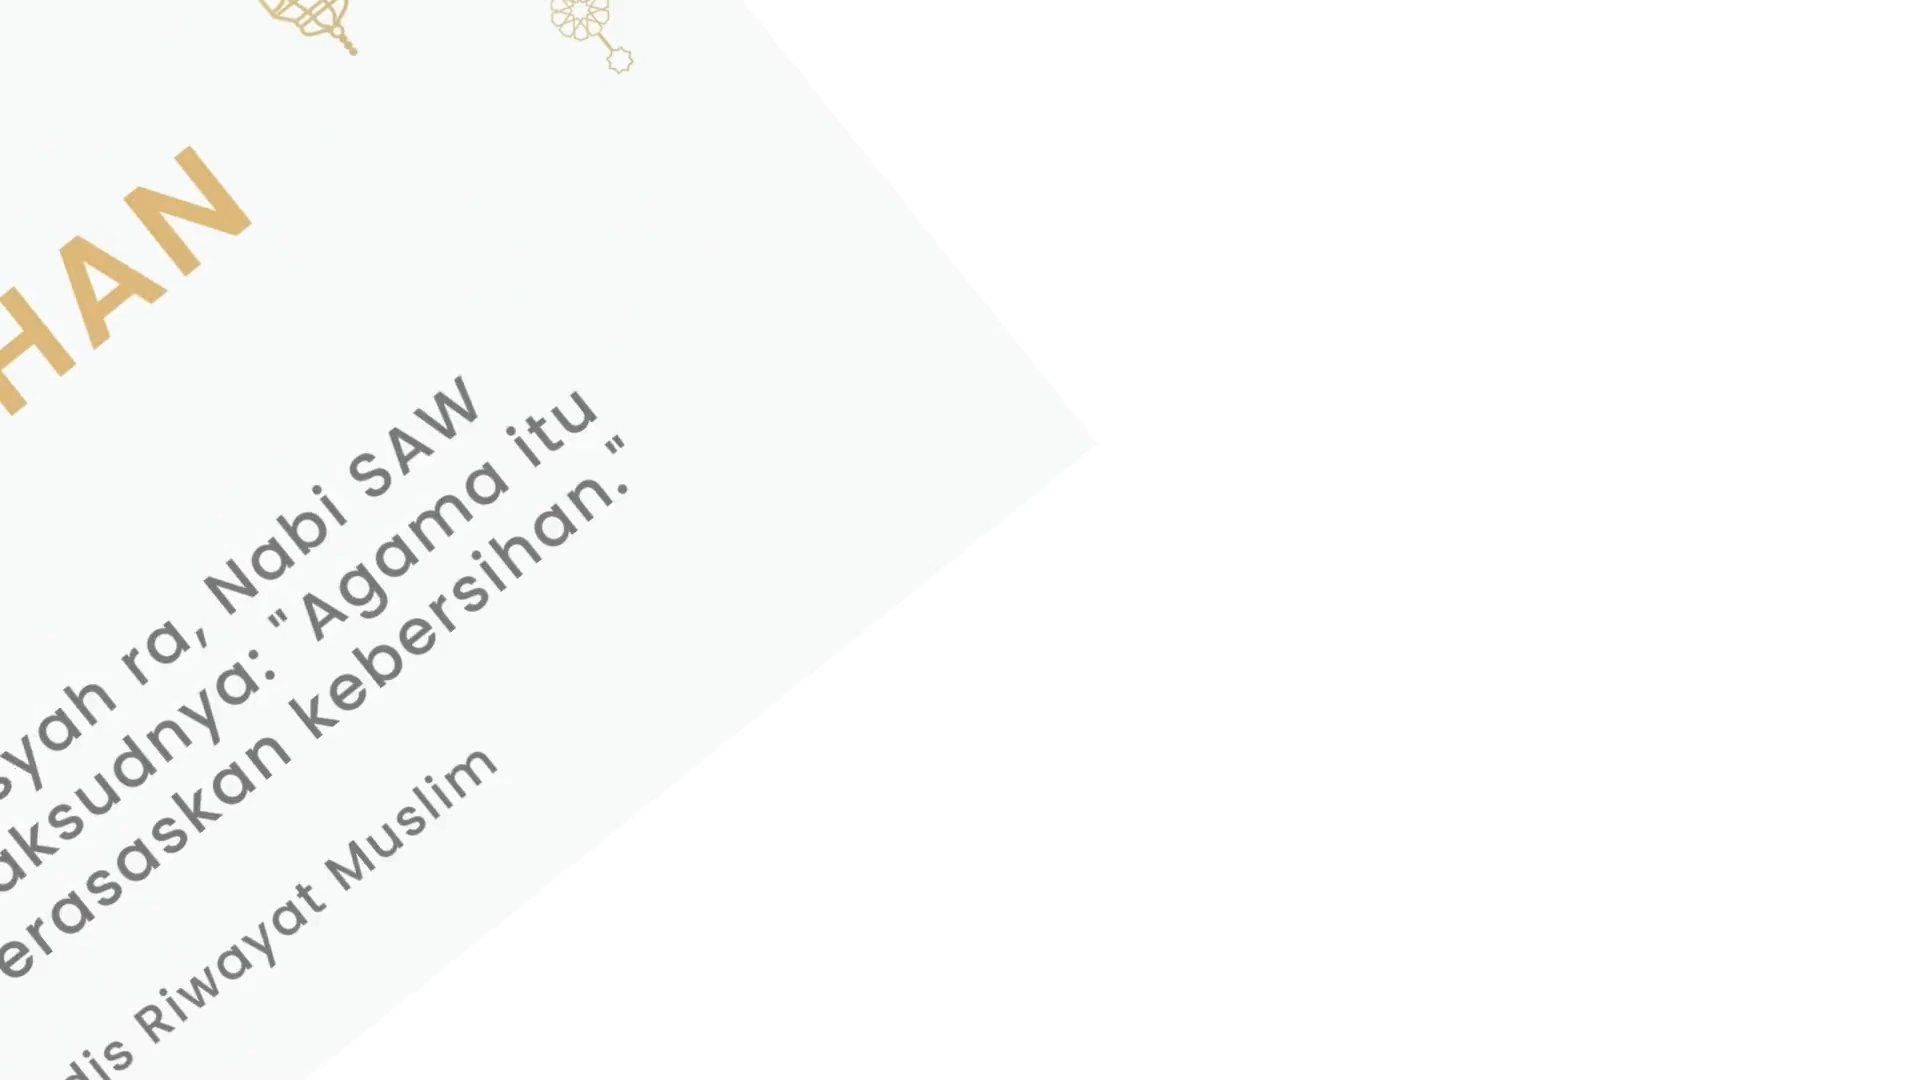 HAN
syah ra, Nabi SAW
aksudnya: "Agama itu
erasaskan kebersihan."
dis Riwayat Muslim